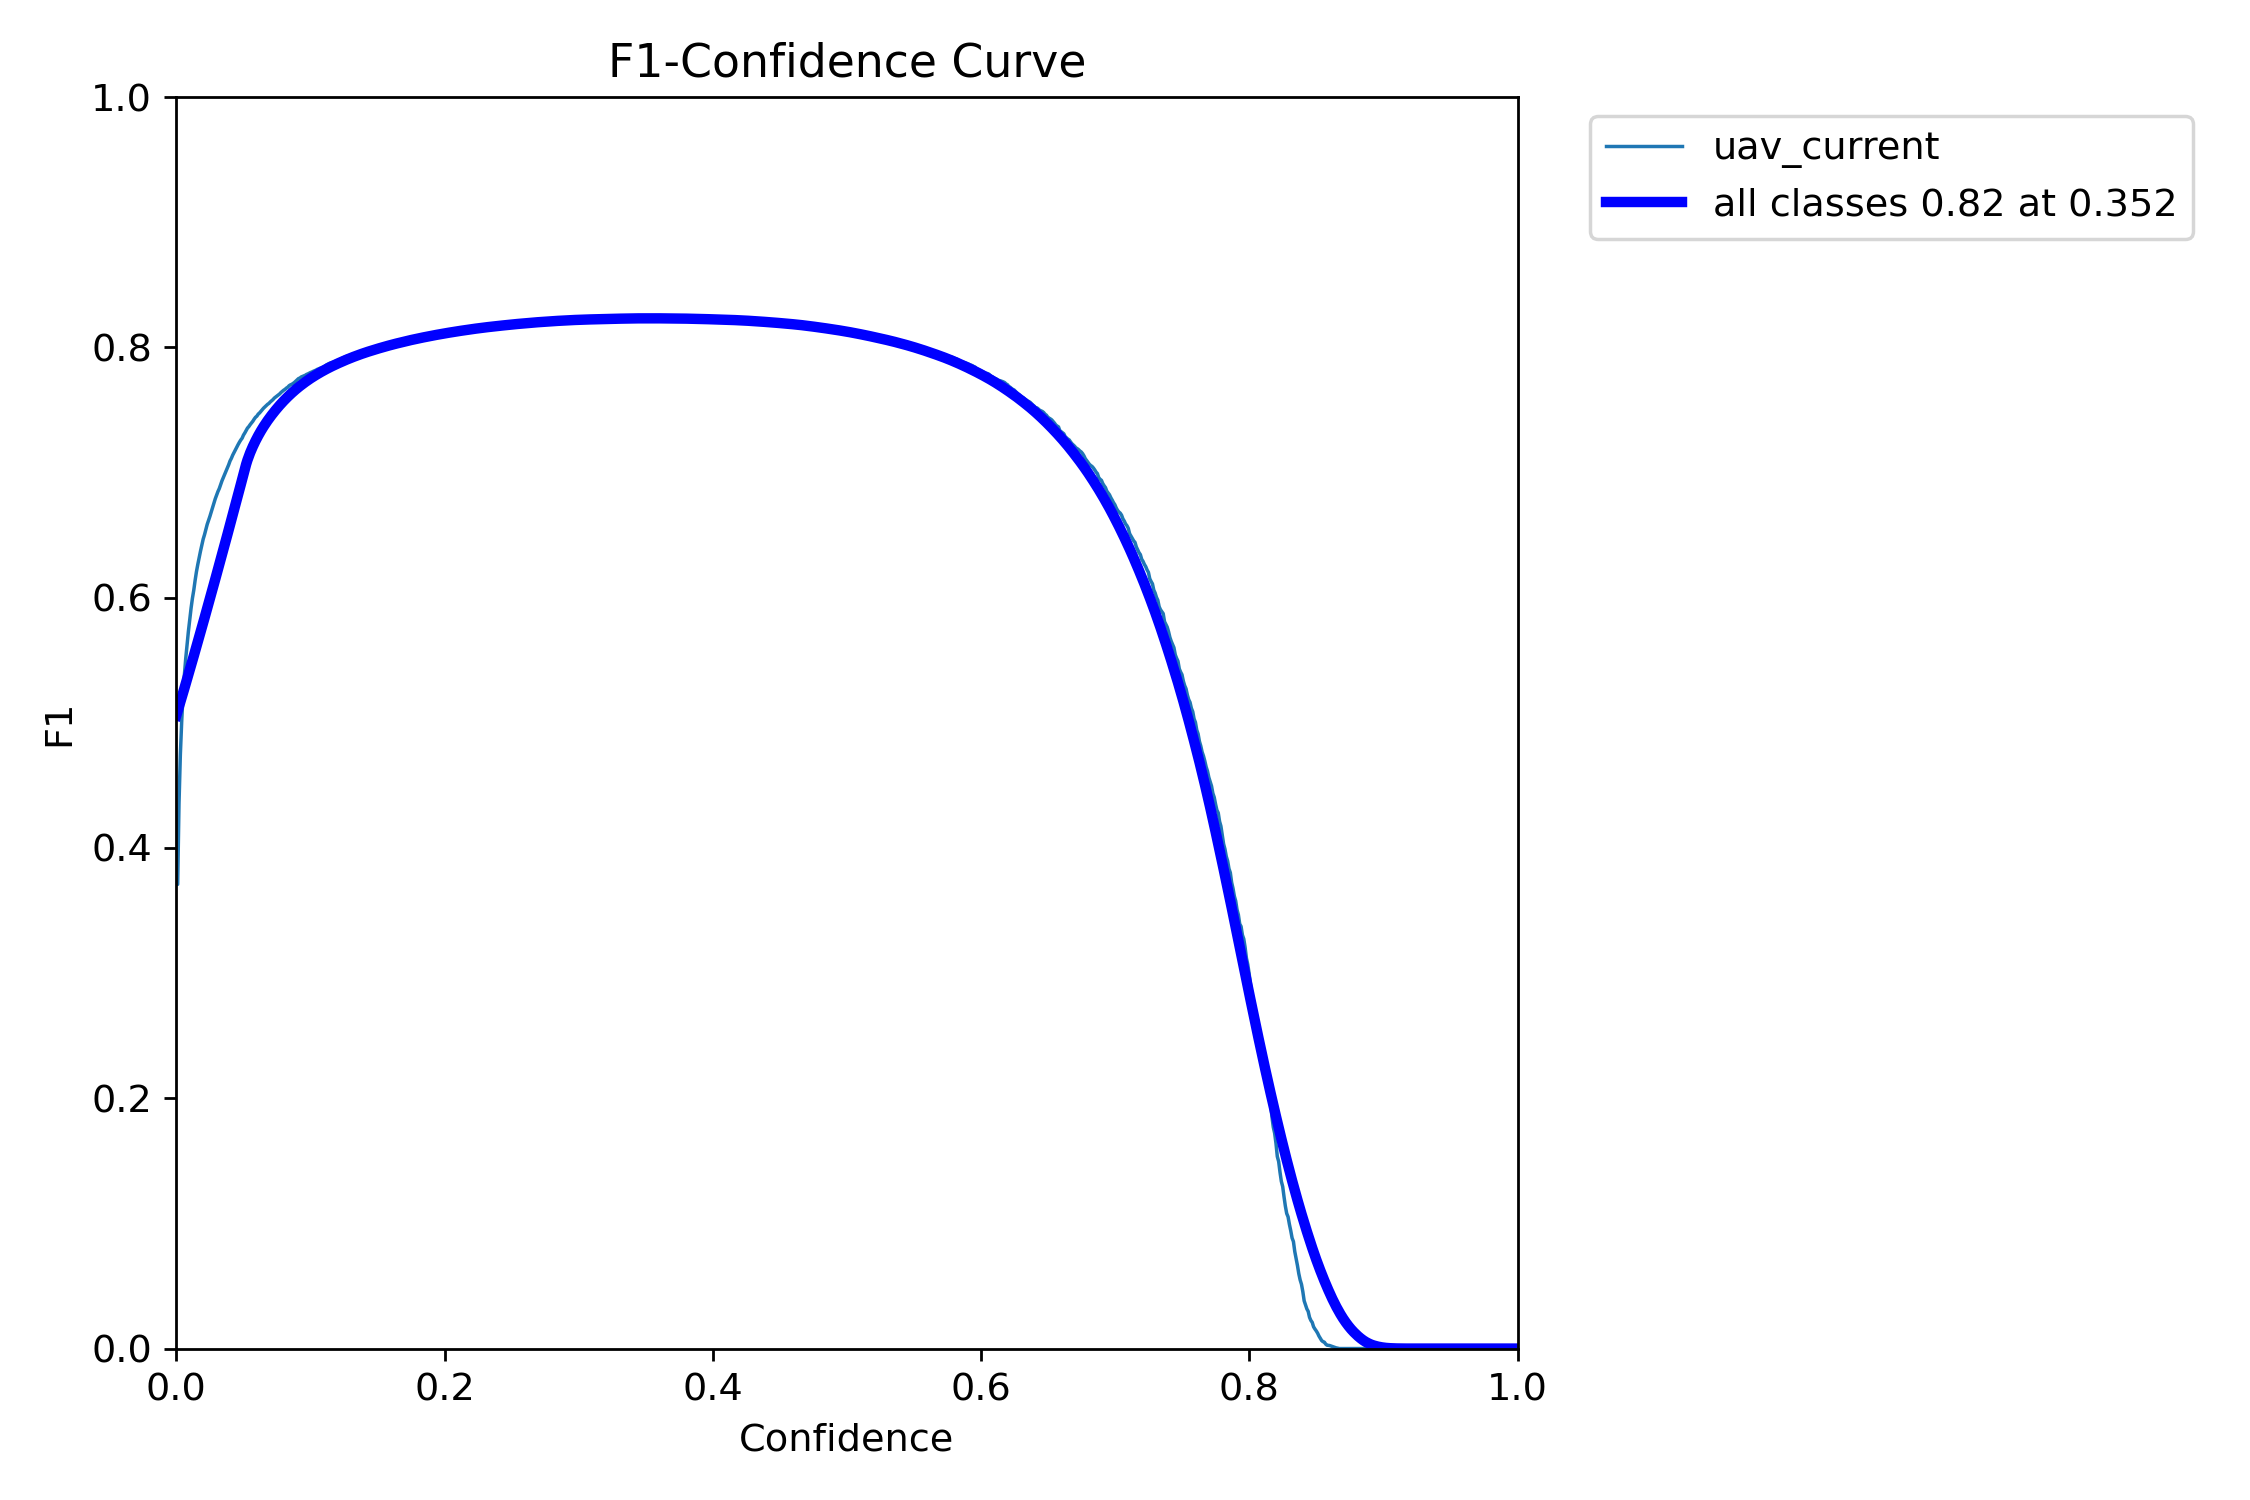 F1-Confidence Curve
1.0
0.8
0.6
0.4
0.2
0.0
F1
0.0 0.2 0.4 0.6 0.8 1.0
Confidence
uav_current
all classes 0.82 at 0.352